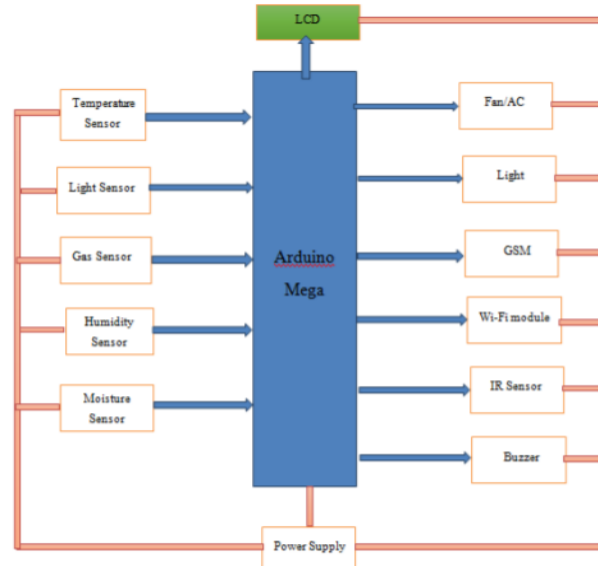 LCD
Temperature
Sensor
Fan/AC
Light Sensor
Light
Gas Sensor
Arduino
Mega
GSM
Humidity
Sensor
Wi-Fi module
Moisture
Sensor
IR Sensor
Buzzer
Power Supply